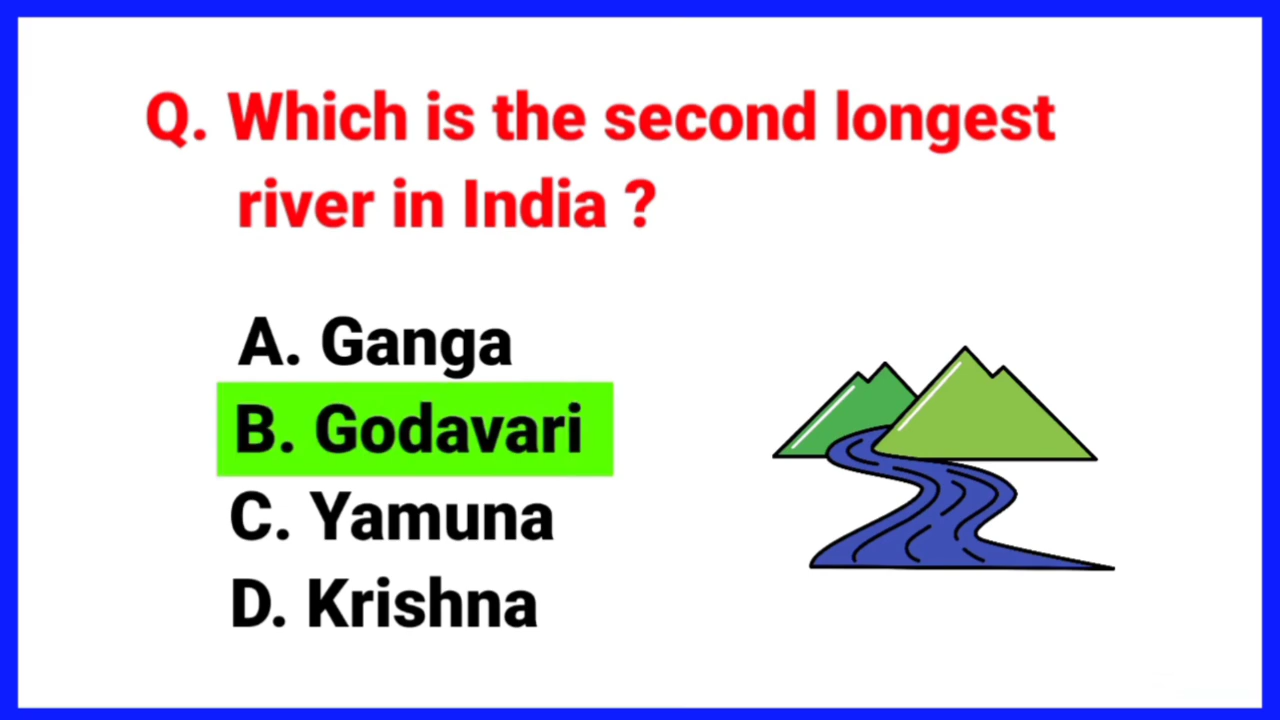 Q. Which is the second longest
river in India ?
A. Ganga
B. Godavari
C. Yamuna
D. Krishna